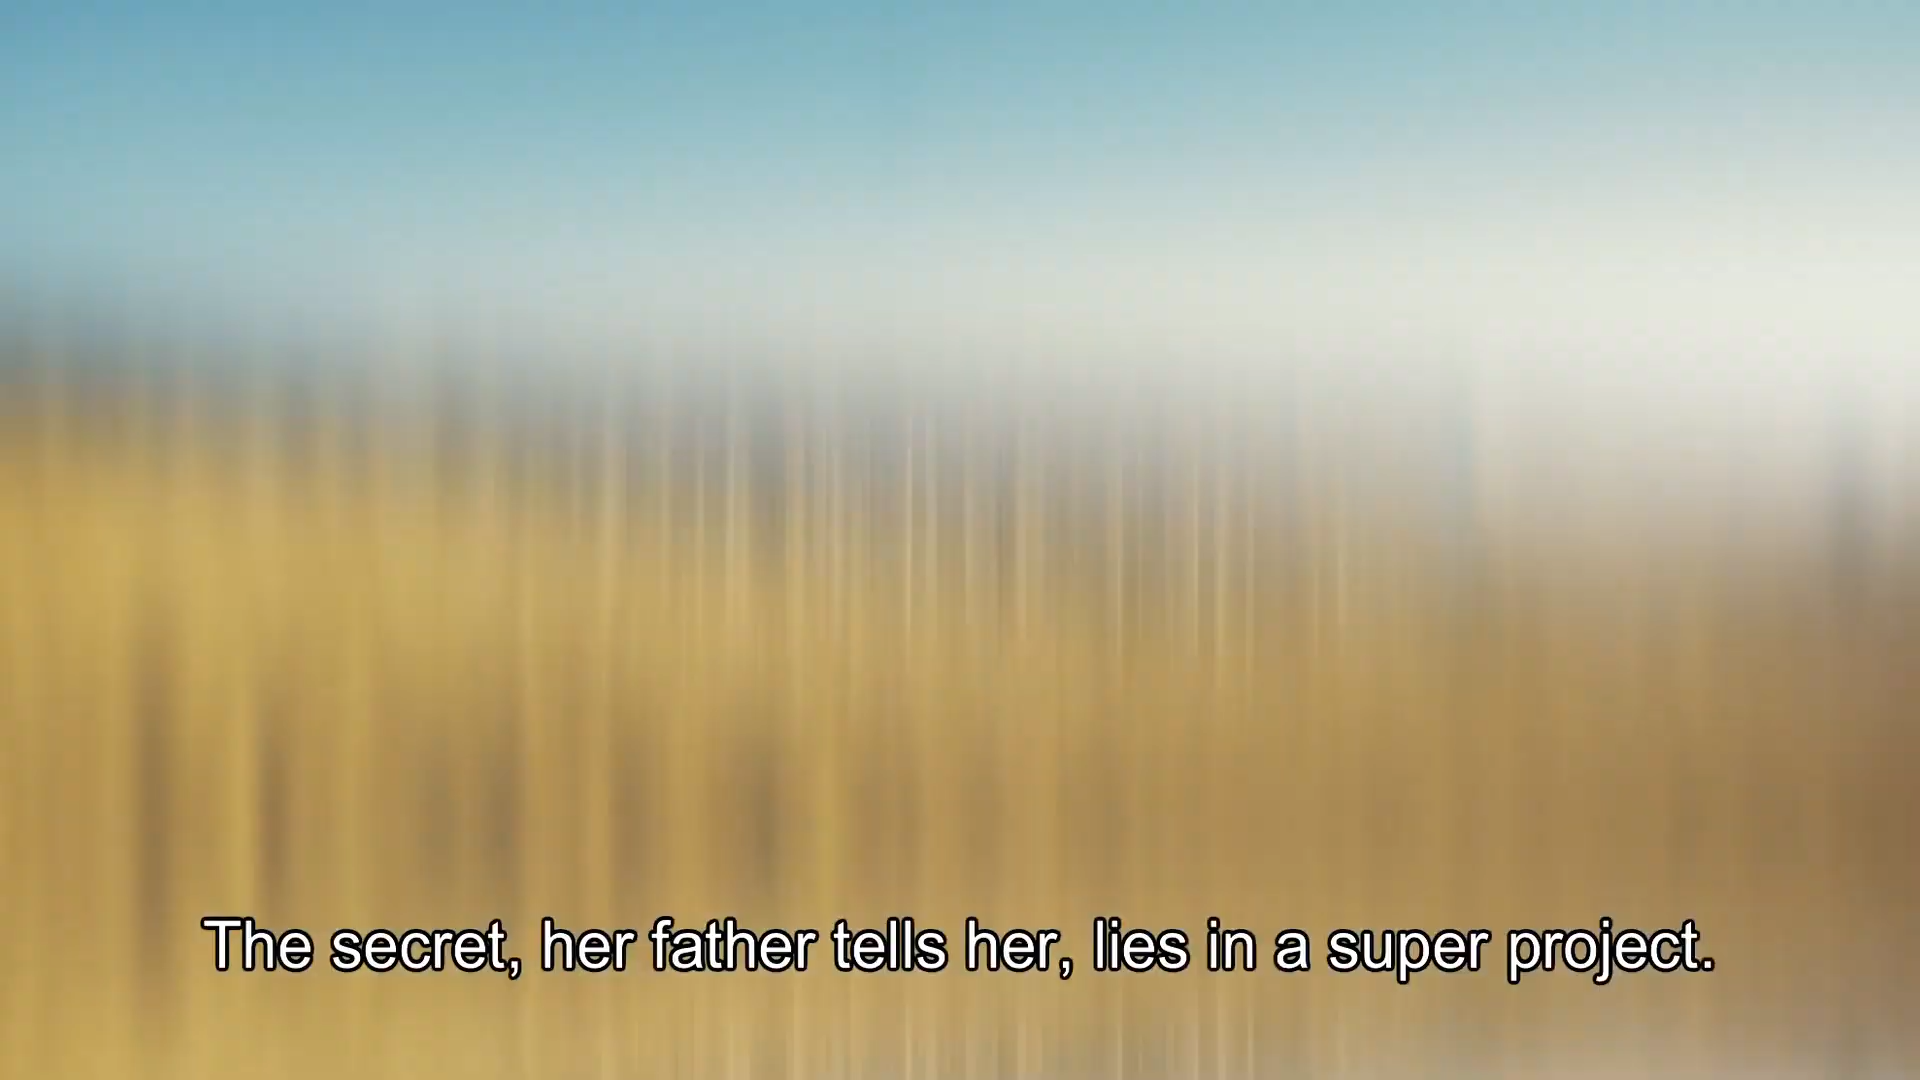 The secret, her father tells her, lies in a super project.